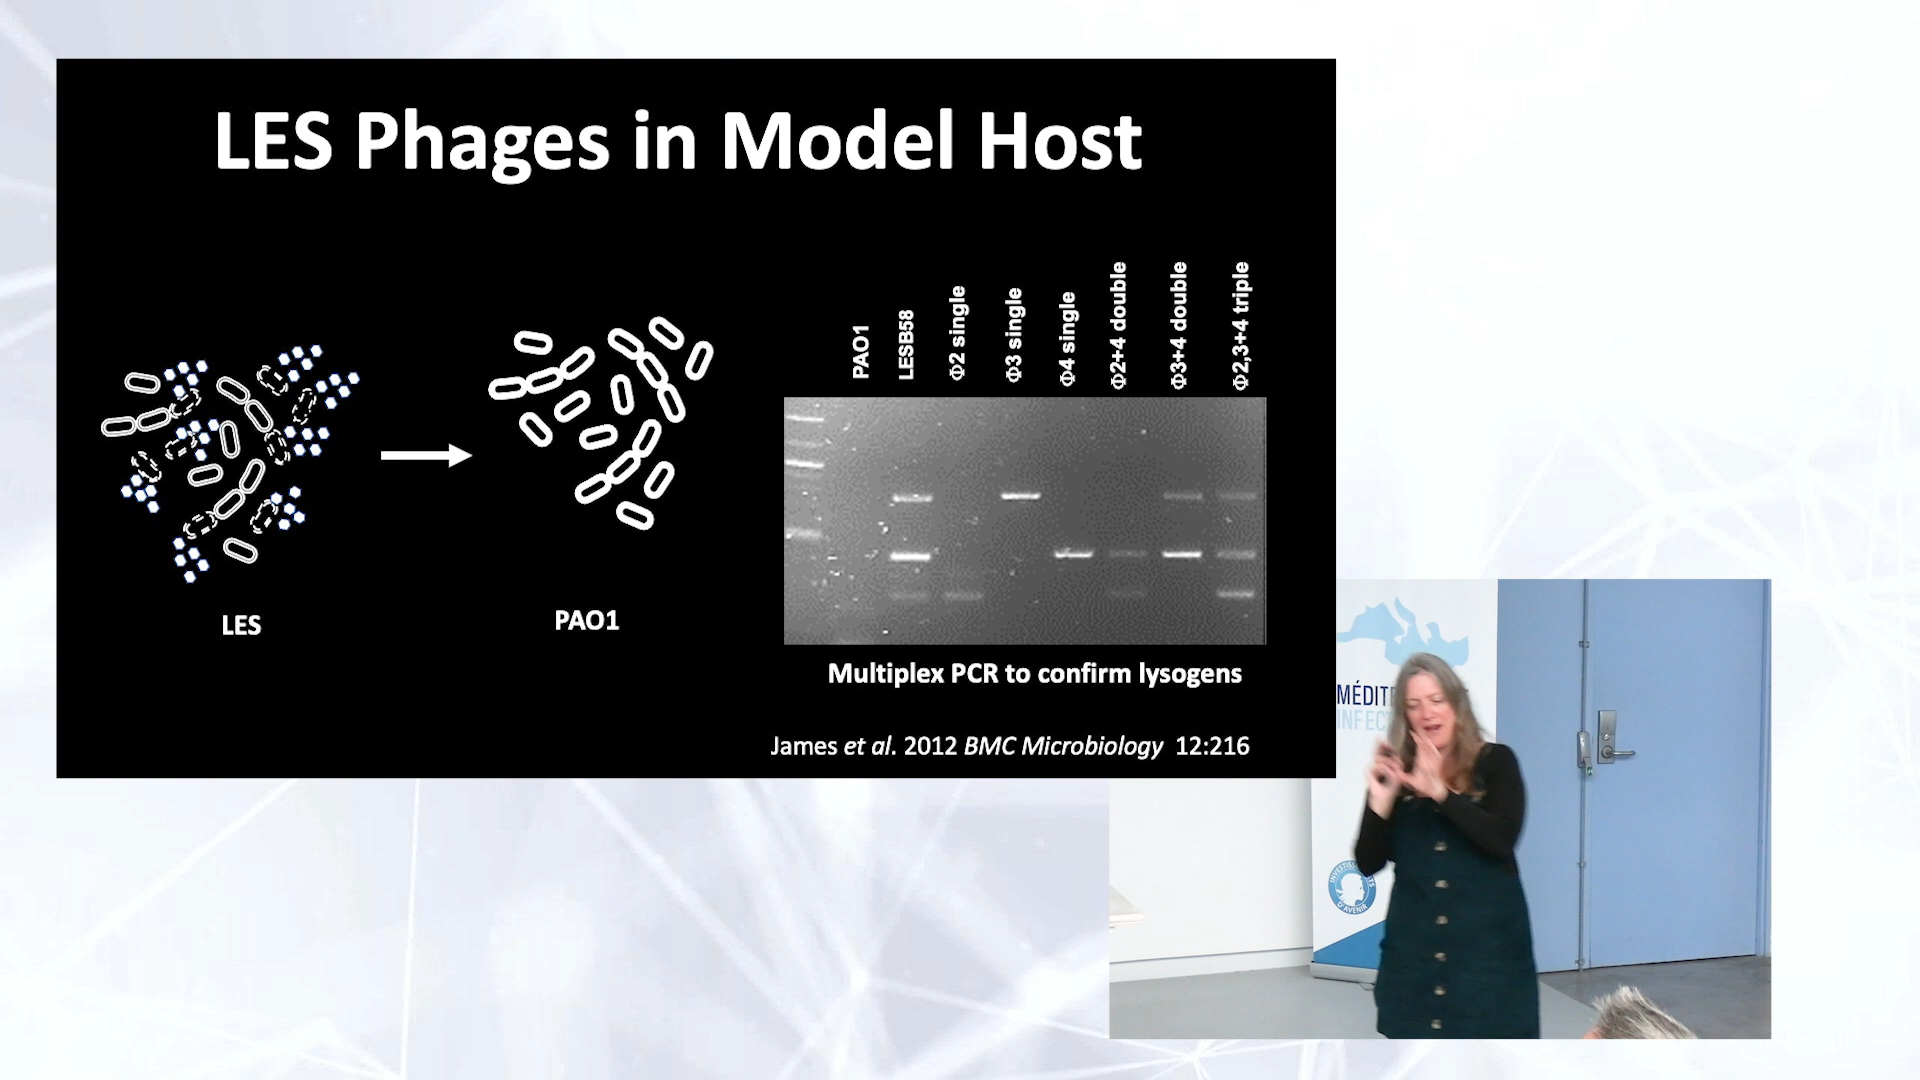 LES Phages in Model Host
PAO1
LESB58
Φ2 single
Φ3 single
Φ4 single
Φ2+4 double
Φ3+4 double
Φ2,3+4 triple
LES
PAO1
Multiplex PCR to confirm lysogens
James et al. 2012 BMC Microbiology 12:216
MÉDIT
INFEC
INVESTISS
D'AVENIR